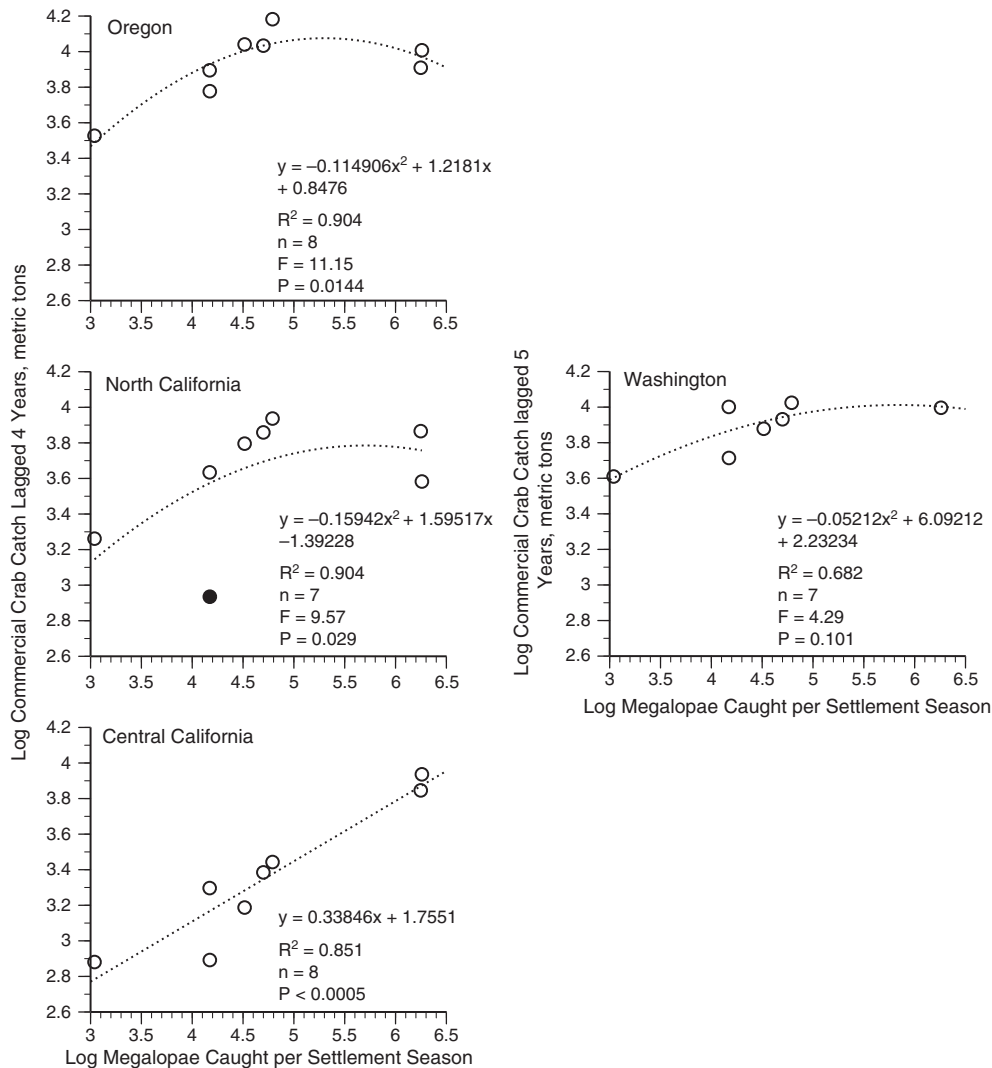 Log Commercial Crab Catch Lagged 4 Years, metric tons
Oregon
4.2
4
3.8
3.6
3.4
3.2
3
2.8
2.6
y = –0.114906x² + 1.2181x
+ 0.8476
R² = 0.904
n = 8
F = 11.15
P = 0.0144
3 3.5 4 4.5 5 5.5 6 6.5
North California
4.2
4
3.8
3.6
3.4
3.2
3
2.8
2.6
y = –0.15942x² + 1.59517x
–1.39228
R² = 0.904
n = 7
F = 9.57
P = 0.029
3 3.5 4 4.5 5 5.5 6 6.5
Log Commercial Crab Catch lagged 5
Years, metric tons
Washington
4.2
4
3.8
3.6
3.4
3.2
3
2.8
2.6
y = –0.05212x² + 6.09212
+ 2.23234
R² = 0.682
n = 7
F = 4.29
P = 0.101
3 3.5 4 4.5 5 5.5 6 6.5
Log Megalopae Caught per Settlement Season
Central California
4.2
4
3.8
3.6
3.4
3.2
3
2.8
2.6
y = 0.33846x + 1.7551
R² = 0.851
n = 8
P < 0.0005
3 3.5 4 4.5 5 5.5 6 6.5
Log Megalopae Caught per Settlement Season